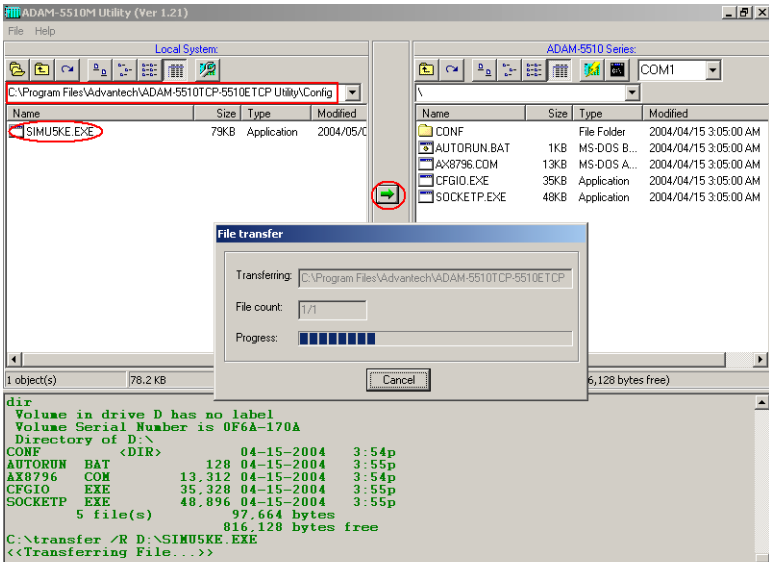 ADAM-5510M Utility (Ver 1.21)
File Help
Local System:
ADAM-5510 Series:
COM1
C:\Program Files\Advantech\ADAM-5510TCP-5510ETCP Utility\Config
\
Name Size Type Modified
SIMU5KE.EXE 79KB Application 2004/05/0
Name Size Type Modified
CONF File Folder 2004/04/15 3:05:00 AM
AUTORUN.BAT 1KB MS-DOS B... 2004/04/15 3:05:00 AM
AX8796.COM 13KB MS-DOS A... 2004/04/15 3:05:00 AM
CFGIO.EXE 35KB Application 2004/04/15 3:05:00 AM
SOCKETP.EXE 48KB Application 2004/04/15 3:05:00 AM
File transfer
Transferring: C:\Program Files\Advantech\ADAM-5510TCP-5510ETCP
File count: 1/1
Progress:
Cancel
1 object(s) 78.2 KB 6,128 bytes free)
dir
Volume in drive D has no label
Volume Serial Number is 0F6A-170A
Directory of D:\
CONF <DIR> 04-15-2004 3:54p
AUTORUN BAT 128 04-15-2004 3:55p
AX8796 COM 13,312 04-15-2004 3:54p
CFGIO EXE 35,328 04-15-2004 3:55p
SOCKETP EXE 48,896 04-15-2004 3:55p
5 file(s) 97,664 bytes
816,128 bytes free
C:\transfer /R D:\SIMU5KE.EXE
<<Transferring File...>>